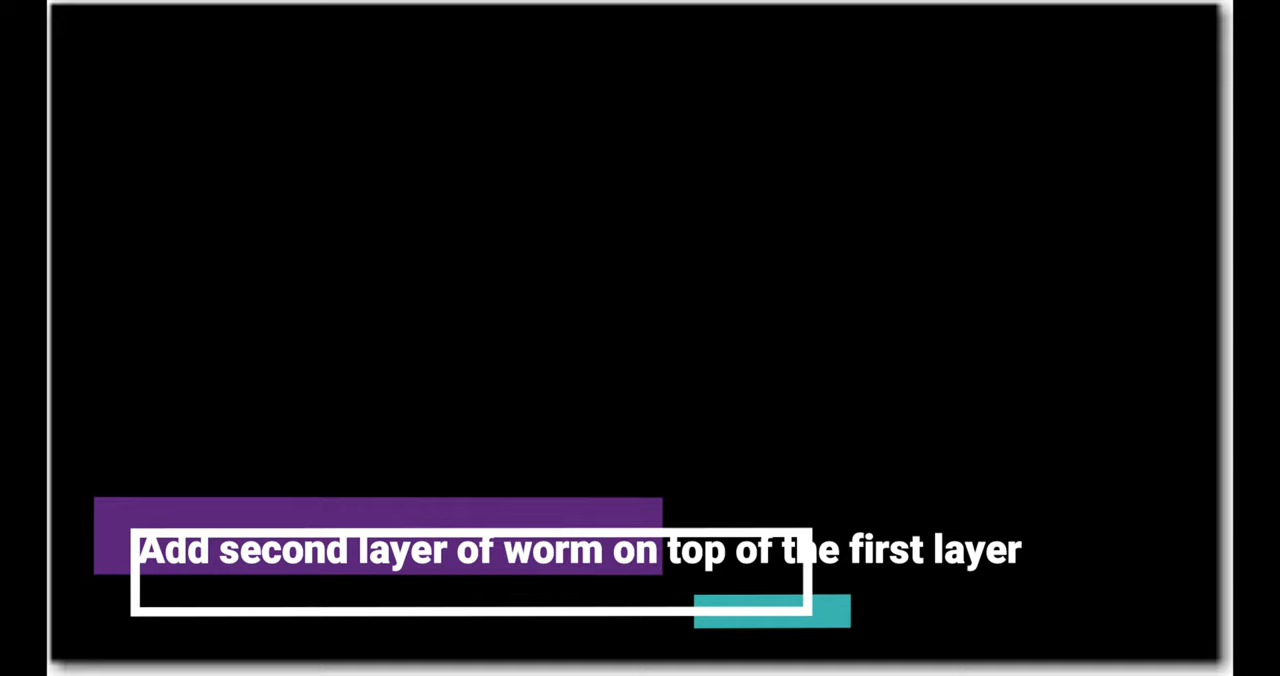 Add second layer of worm on top of the first layer